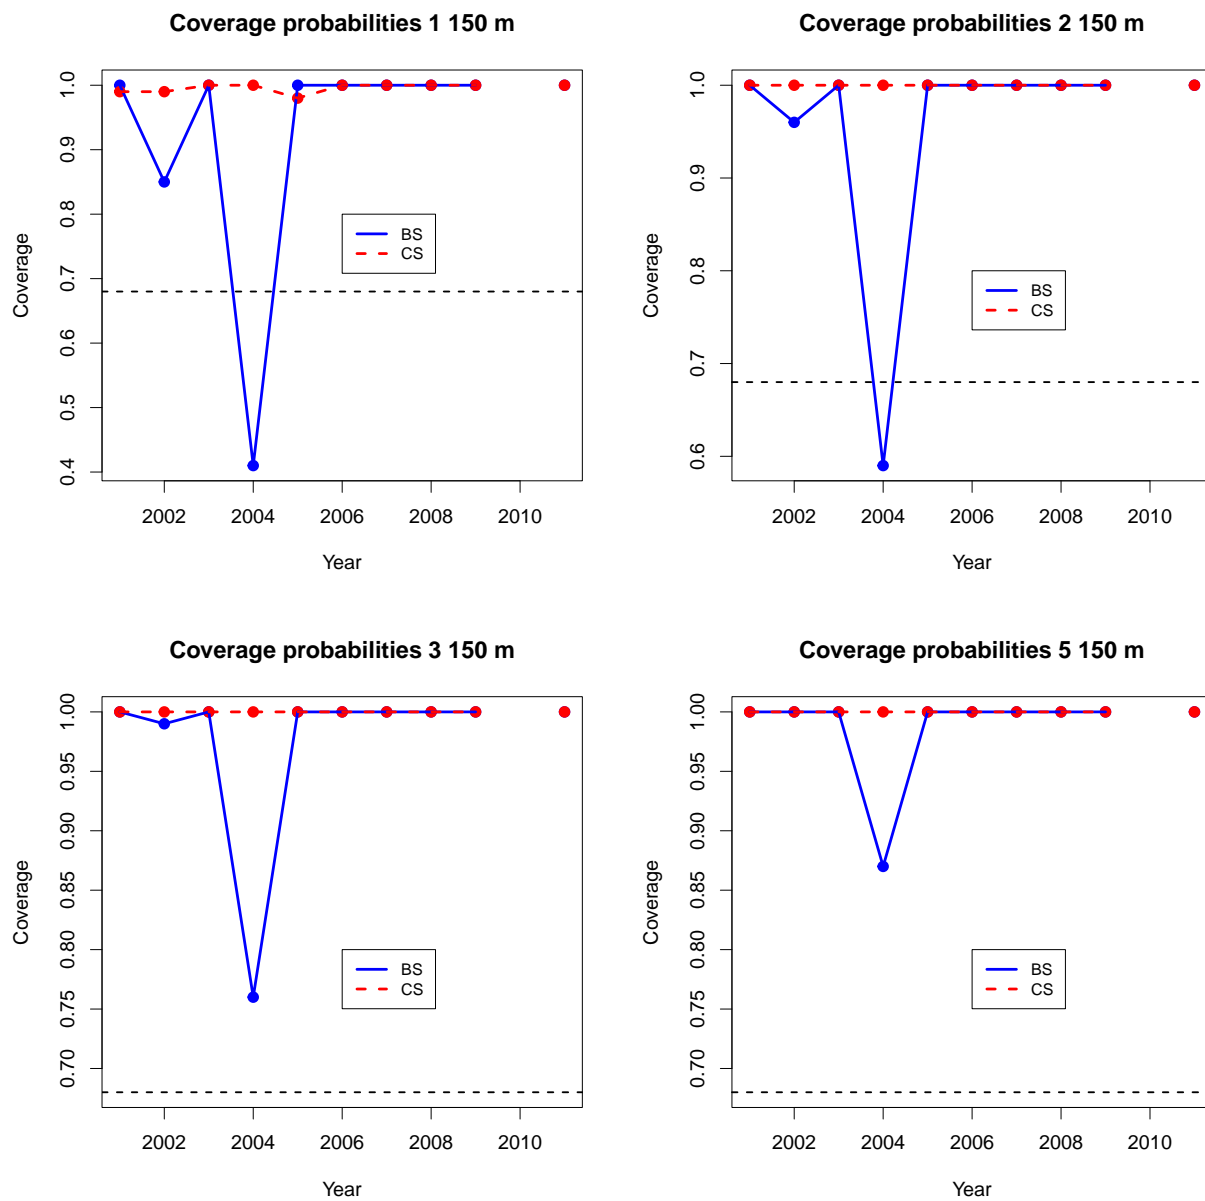 Coverage probabilities 1 150 m
Coverage
1.0
0.9
0.8
0.7
0.6
0.5
0.4
BS
CS
2002 2004 2006 2008 2010
Year
Coverage probabilities 2 150 m
Coverage
1.0
0.9
0.8
0.7
0.6
BS
CS
2002 2004 2006 2008 2010
Year
Coverage probabilities 3 150 m
Coverage
1.00
0.95
0.90
0.85
0.80
0.75
0.70
BS
CS
2002 2004 2006 2008 2010
Year
Coverage probabilities 5 150 m
Coverage
1.00
0.95
0.90
0.85
0.80
0.75
0.70
BS
CS
2002 2004 2006 2008 2010
Year